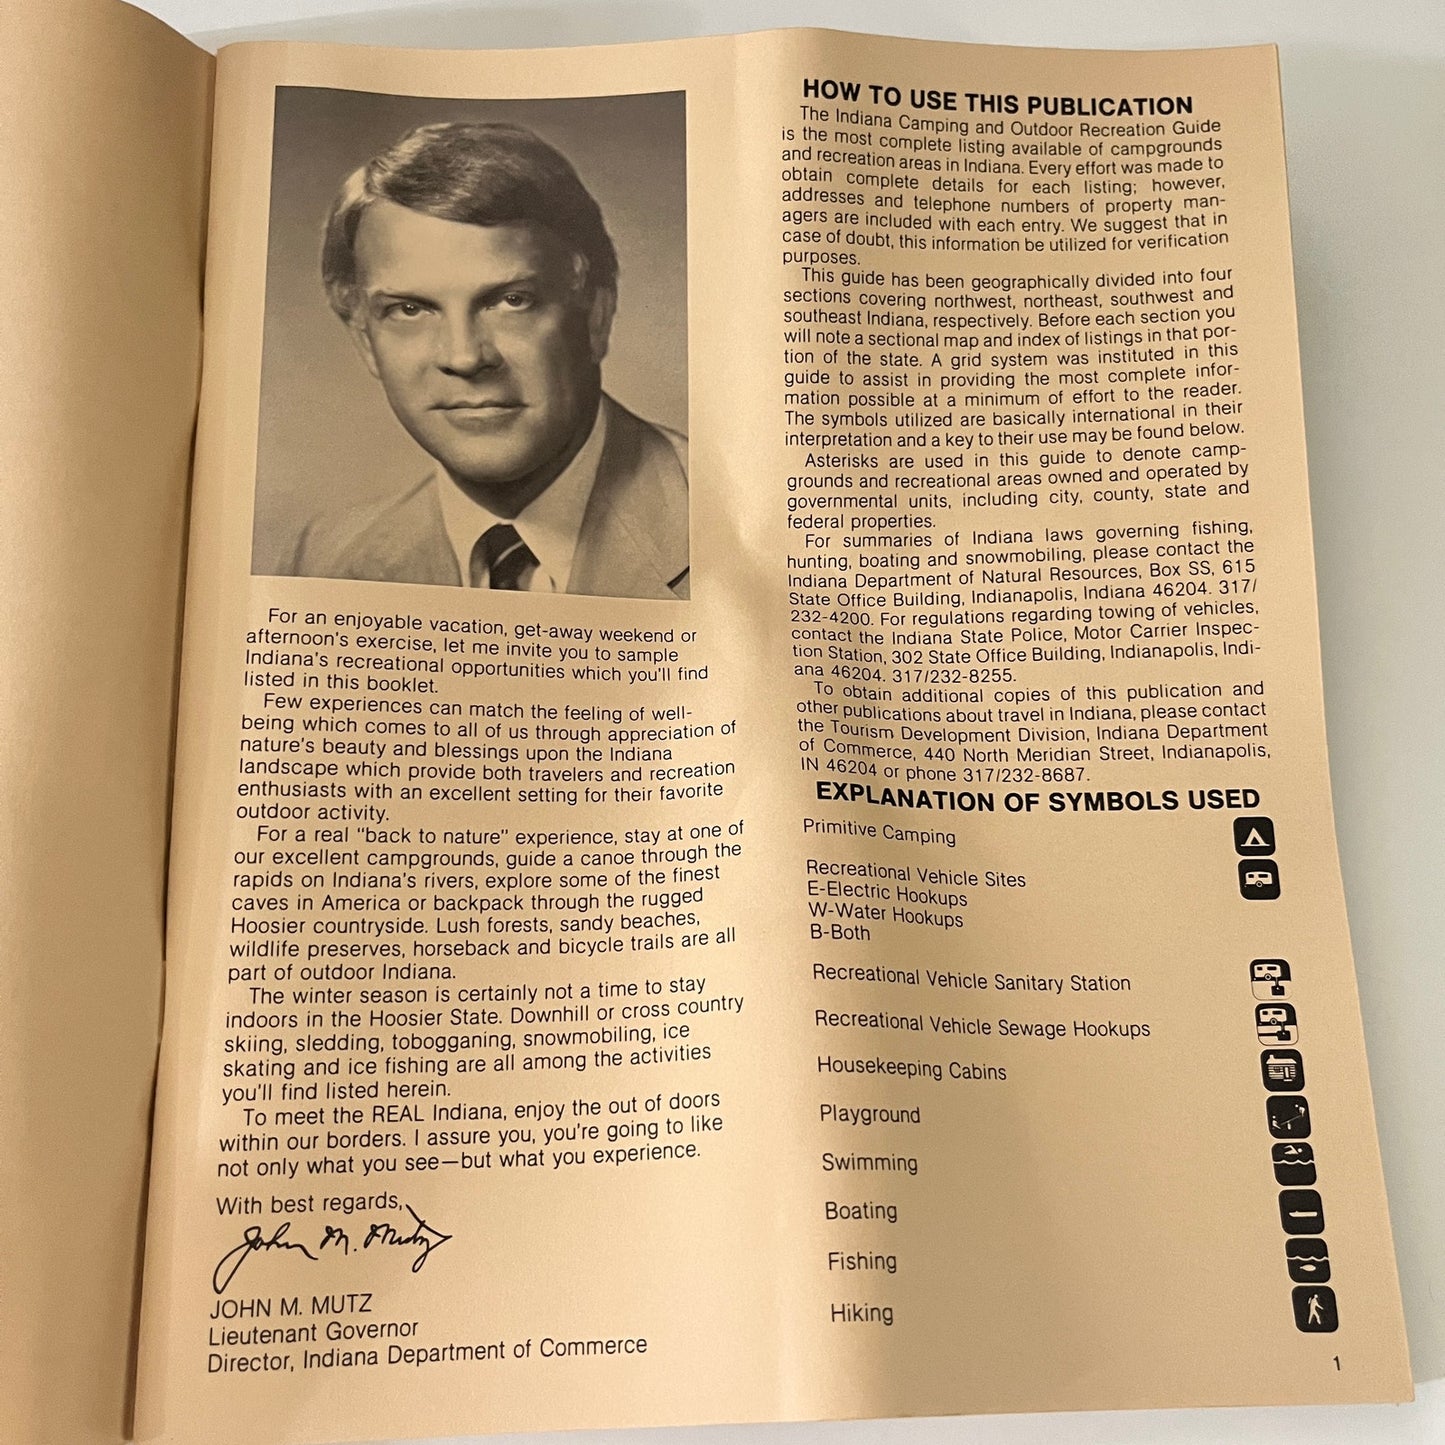 For an enjoyable vacation, get-away weekend or
afternoon's exercise, let me invite you to sample
Indiana's recreational opportunities which you'll find
listed in this booklet.
Few experiences can match the feeling of well-
being which comes to all of us through appreciation of
nature's beauty and blessings upon the Indiana
landscape which provide both travelers and recreation
enthusiasts with an excellent setting for their favorite
outdoor activity.
For a real "back to nature" experience, stay at one of
our excellent campgrounds, guide a canoe through the
rapids on Indiana's rivers, explore some of the finest
caves in America or backpack through the rugged
Hoosier countryside. Lush forests, sandy beaches,
wildlife preserves, horseback and bicycle trails are all
part of outdoor Indiana.
The winter season is certainly not a time to stay
indoors in the Hoosier State. Downhill or cross country
skiing, sledding, tobogganing, snowmobiling, ice
skating and ice fishing are all among the activities
you'll find listed herein.
To meet the REAL Indiana, enjoy the out of doors
within our borders. I assure you, you're going to like
not only what you see—but what you experience.
With best regards,
John M. Mutz
JOHN M. MUTZ
Lieutenant Governor
Director, Indiana Department of Commerce
HOW TO USE THIS PUBLICATION
The Indiana Camping and Outdoor Recreation Guide
is the most complete listing available of campgrounds
and recreation areas in Indiana. Every effort was made to
obtain complete details for each listing; however,
addresses and telephone numbers of property man-
agers are included with each entry. We suggest that in
case of doubt, this information be utilized for verification
purposes.
This guide has been geographically divided into four
sections covering northwest, northeast, southwest and
southeast Indiana, respectively. Before each section you
will note a sectional map and index of listings in that por-
tion of the state. A grid system was instituted in this
guide to assist in providing the most complete infor-
mation possible at a minimum of effort to the reader.
The symbols utilized are basically international in their
interpretation and a key to their use may be found below.
Asterisks are used in this guide to denote camp-
grounds and recreational areas owned and operated by
governmental units, including city, county, state and
federal properties.
For summaries of Indiana laws governing fishing,
hunting, boating and snowmobiling, please contact the
Indiana Department of Natural Resources, Box SS, 615
State Office Building, Indianapolis, Indiana 46204. 317/
232-4200. For regulations regarding towing of vehicles,
contact the Indiana State Police, Motor Carrier Inspec-
tion Station, 302 State Office Building, Indianapolis, Indi-
ana 46204. 317/232-8255.
To obtain additional copies of this publication and
other publications about travel in Indiana, please contact
the Tourism Development Division, Indiana Department
of Commerce, 440 North Meridian Street, Indianapolis,
IN 46204 or phone 317/232-8687.
EXPLANATION OF SYMBOLS USED
Primitive Camping
Recreational Vehicle Sites
E-Electric Hookups
W-Water Hookups
B-Both
Recreational Vehicle Sanitary Station
Recreational Vehicle Sewage Hookups
Housekeeping Cabins
Playground
Swimming
Boating
Fishing
Hiking
1